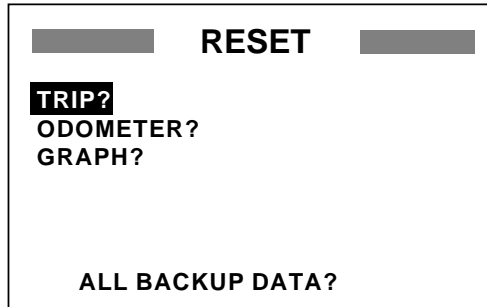 RESET
TRIP?
ODOMETER?
GRAPH?
ALL BACKUP DATA?